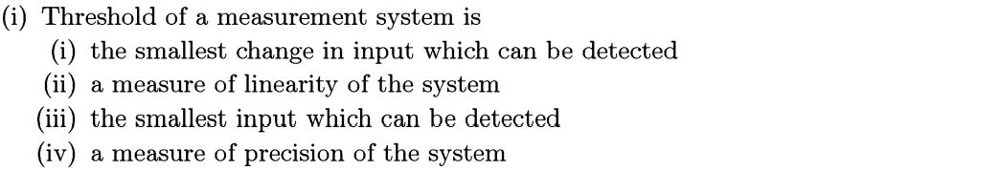 (i) Threshold of a measurement system is
(i) the smallest change in input which can be detected
(ii) a measure of linearity of the system
(iii) the smallest input which can be detected
(iv) a measure of precision of the system